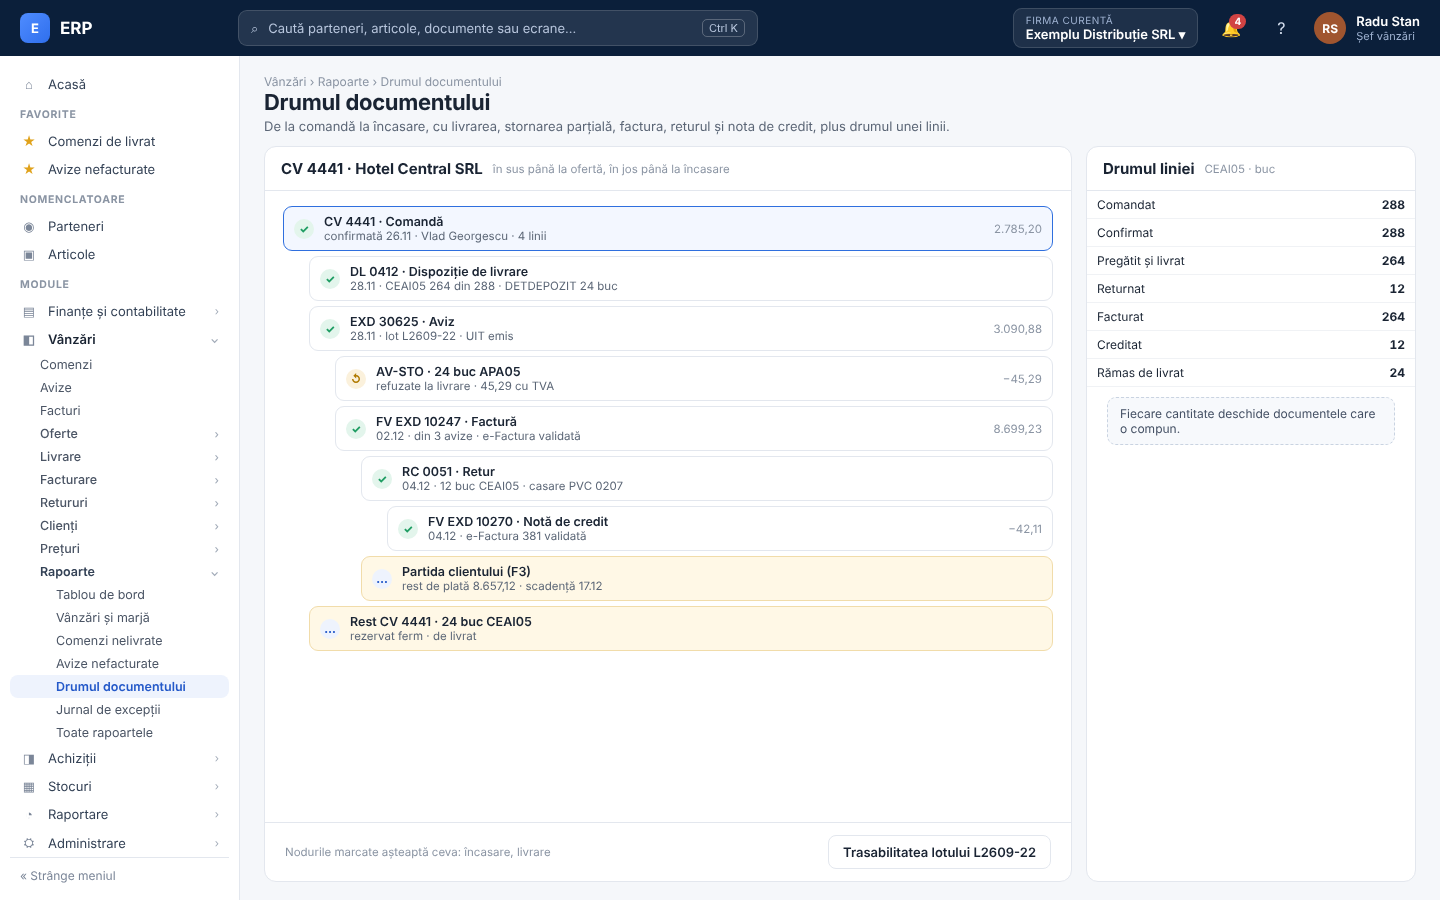 E ERP
Caută parteneri, articole, documente sau ecrane... Ctrl K
FIRMA CURENTĂ
Exemplu Distribuție SRL ▾
4
?
RS
Radu Stan
Șef vânzări
Acasă
FAVORITE
Comenzi de livrat
Avize nefacturate
NOMENCLATOARE
Parteneri
Articole
MODULE
Finanțe și contabilitate
Vânzări
Comenzi
Avize
Facturi
Oferte
Livrare
Facturare
Retururi
Clienți
Prețuri
Rapoarte
Tablou de bord
Vânzări și marjă
Comenzi nelivrate
Avize nefacturate
Drumul documentului
Jurnal de excepții
Toate rapoartele
Achiziții
Stocuri
Raportare
Administrare
« Strânge meniul
Vânzări › Rapoarte › Drumul documentului
Drumul documentului
De la comandă la încasare, cu livrarea, stornarea parțială, factura, returul și nota de credit, plus drumul unei linii.
CV 4441 · Hotel Central SRL în sus până la ofertă, în jos până la încasare
CV 4441 · Comandă
confirmată 26.11 · Vlad Georgescu · 4 linii
2.785,20
DL 0412 · Dispoziție de livrare
28.11 · CEAI05 264 din 288 · DETDEPOZIT 24 buc
EXD 30625 · Aviz
28.11 · lot L2609-22 · UIT emis
3.090,88
AV-STO · 24 buc APA05
refuzate la livrare · 45,29 cu TVA
−45,29
FV EXD 10247 · Factură
02.12 · din 3 avize · e-Factura validată
8.699,23
RC 0051 · Retur
04.12 · 12 buc CEAI05 · casare PVC 0207
FV EXD 10270 · Notă de credit
04.12 · e-Factura 381 validată
−42,11
... Partida clientului (F3)
rest de plată 8.657,12 · scadență 17.12
... Rest CV 4441 · 24 buc CEAI05
rezervat ferm · de livrat
Nodurile marcate așteaptă ceva: încasare, livrare
Trasabilitatea lotului L2609-22
Drumul liniei CEAI05 · buc
Comandat 288
Confirmat 288
Pregătit și livrat 264
Returnat 12
Facturat 264
Creditat 12
Rămas de livrat 24
Fiecare cantitate deschide documentele care
o compun.